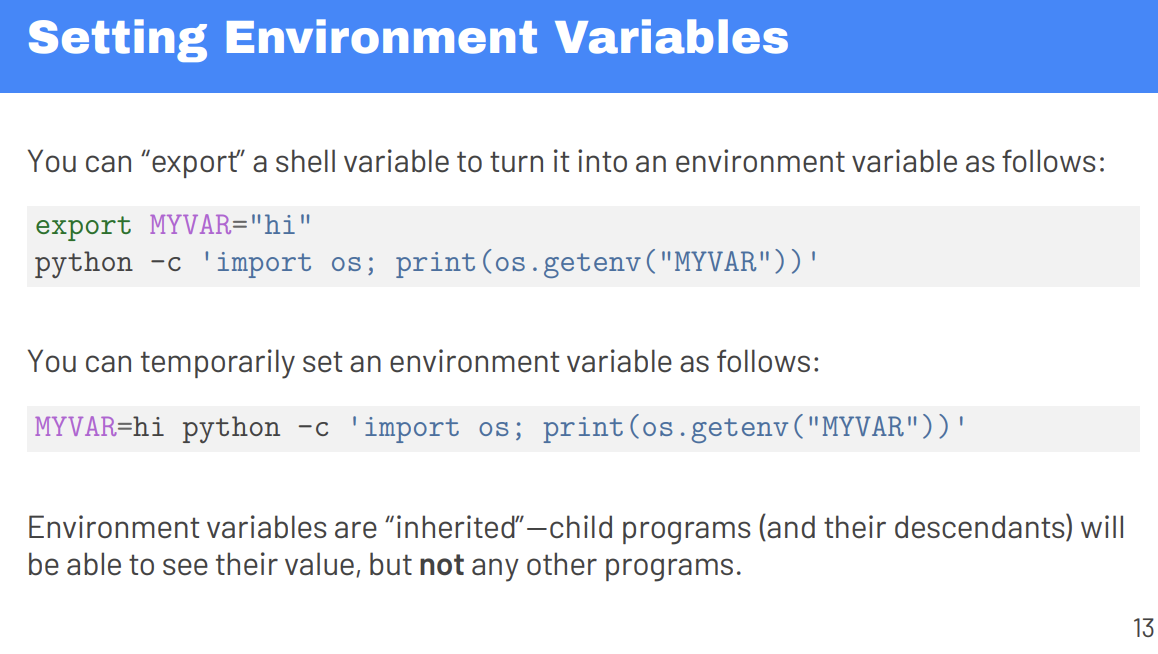 Setting Environment Variables
You can “export” a shell variable to turn it into an environment variable as follows:
export MYVAR="hi"
python -c 'import os; print(os.getenv("MYVAR"))'
You can temporarily set an environment variable as follows:
MYVAR=hi python -c 'import os; print(os.getenv("MYVAR"))'
Environment variables are “inherited”—child programs (and their descendants) will
be able to see their value, but not any other programs.
13